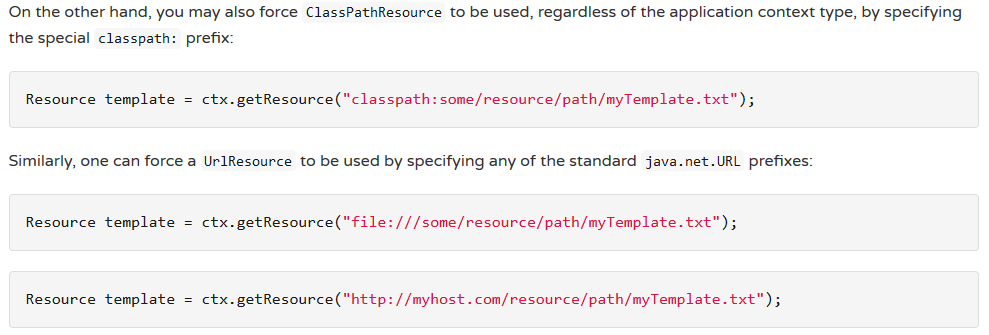 On the other hand, you may also force ClassPathResource to be used, regardless of the application context type, by specifying
the special classpath: prefix:
Resource template = ctx.getResource("classpath:some/resource/path/myTemplate.txt");
Similarly, one can force a UrlResource to be used by specifying any of the standard java.net.URL prefixes:
Resource template = ctx.getResource("file:///some/resource/path/myTemplate.txt");
Resource template = ctx.getResource("http://myhost.com/resource/path/myTemplate.txt");